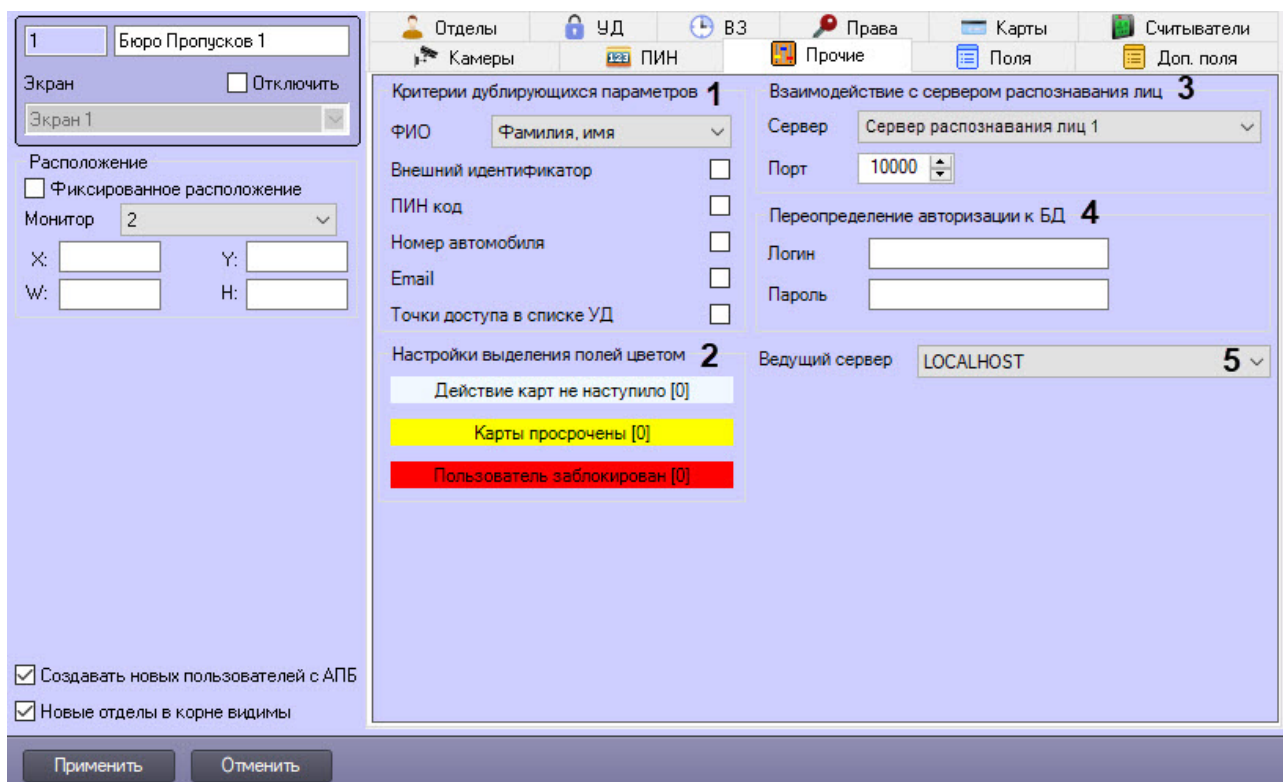 1
Бюро Пропусков 1
Экран
Отключить
Экран 1
Расположение
Фиксированное расположение
Монитор
2
X:
Y:
W:
H:
Создавать новых пользователей с АПБ
Новые отделы в корне видимы
Отделы
УД
ВЗ
Права
Карты
Считыватели
Камеры
ПИН
Прочие
Поля
Доп. поля
Критерии дублирующихся параметров 1
ФИО
Фамилия, имя
Внешний идентификатор
ПИН код
Номер автомобиля
Email
Точки доступа в списке УД
Настройки выделения полей цветом 2
Действие карт не наступило [0]
Карты просрочены [0]
Пользователь заблокирован [0]
Взаимодействие с сервером распознавания лиц 3
Сервер
Сервер распознавания лиц 1
Порт
10000
Переопределение авторизации к БД 4
Логин
Пароль
Ведущий сервер
LOCALHOST 5
Применить
Отменить